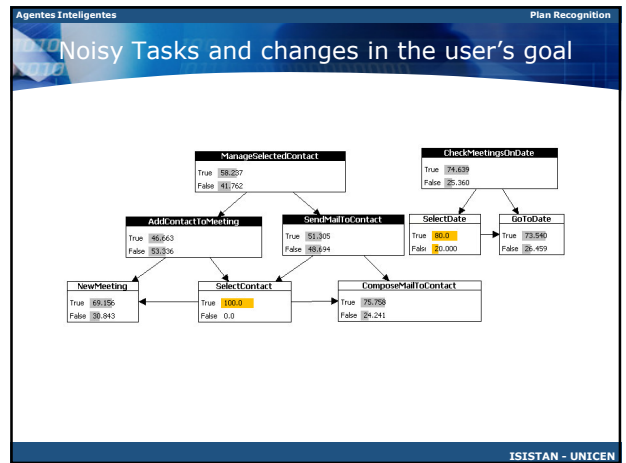 Agentes Inteligentes
Plan Recognition
Noisy Tasks and changes in the user's goal
ManageSelectedContact
True 58.237
False 41.762
CheckMeetingsOnDate
True 74.639
False 25.360
AddContactToMeeting
True 46.663
False 53.336
SendMailToContact
True 51.305
False 48.694
SelectDate
True 80.0
False 20.000
GoToDate
True 73.540
False 26.459
NewMeeting
True 69.156
False 30.843
SelectContact
True 100.0
False 0.0
ComposeMailToContact
True 75.758
False 24.241
ISISTAN - UNICEN